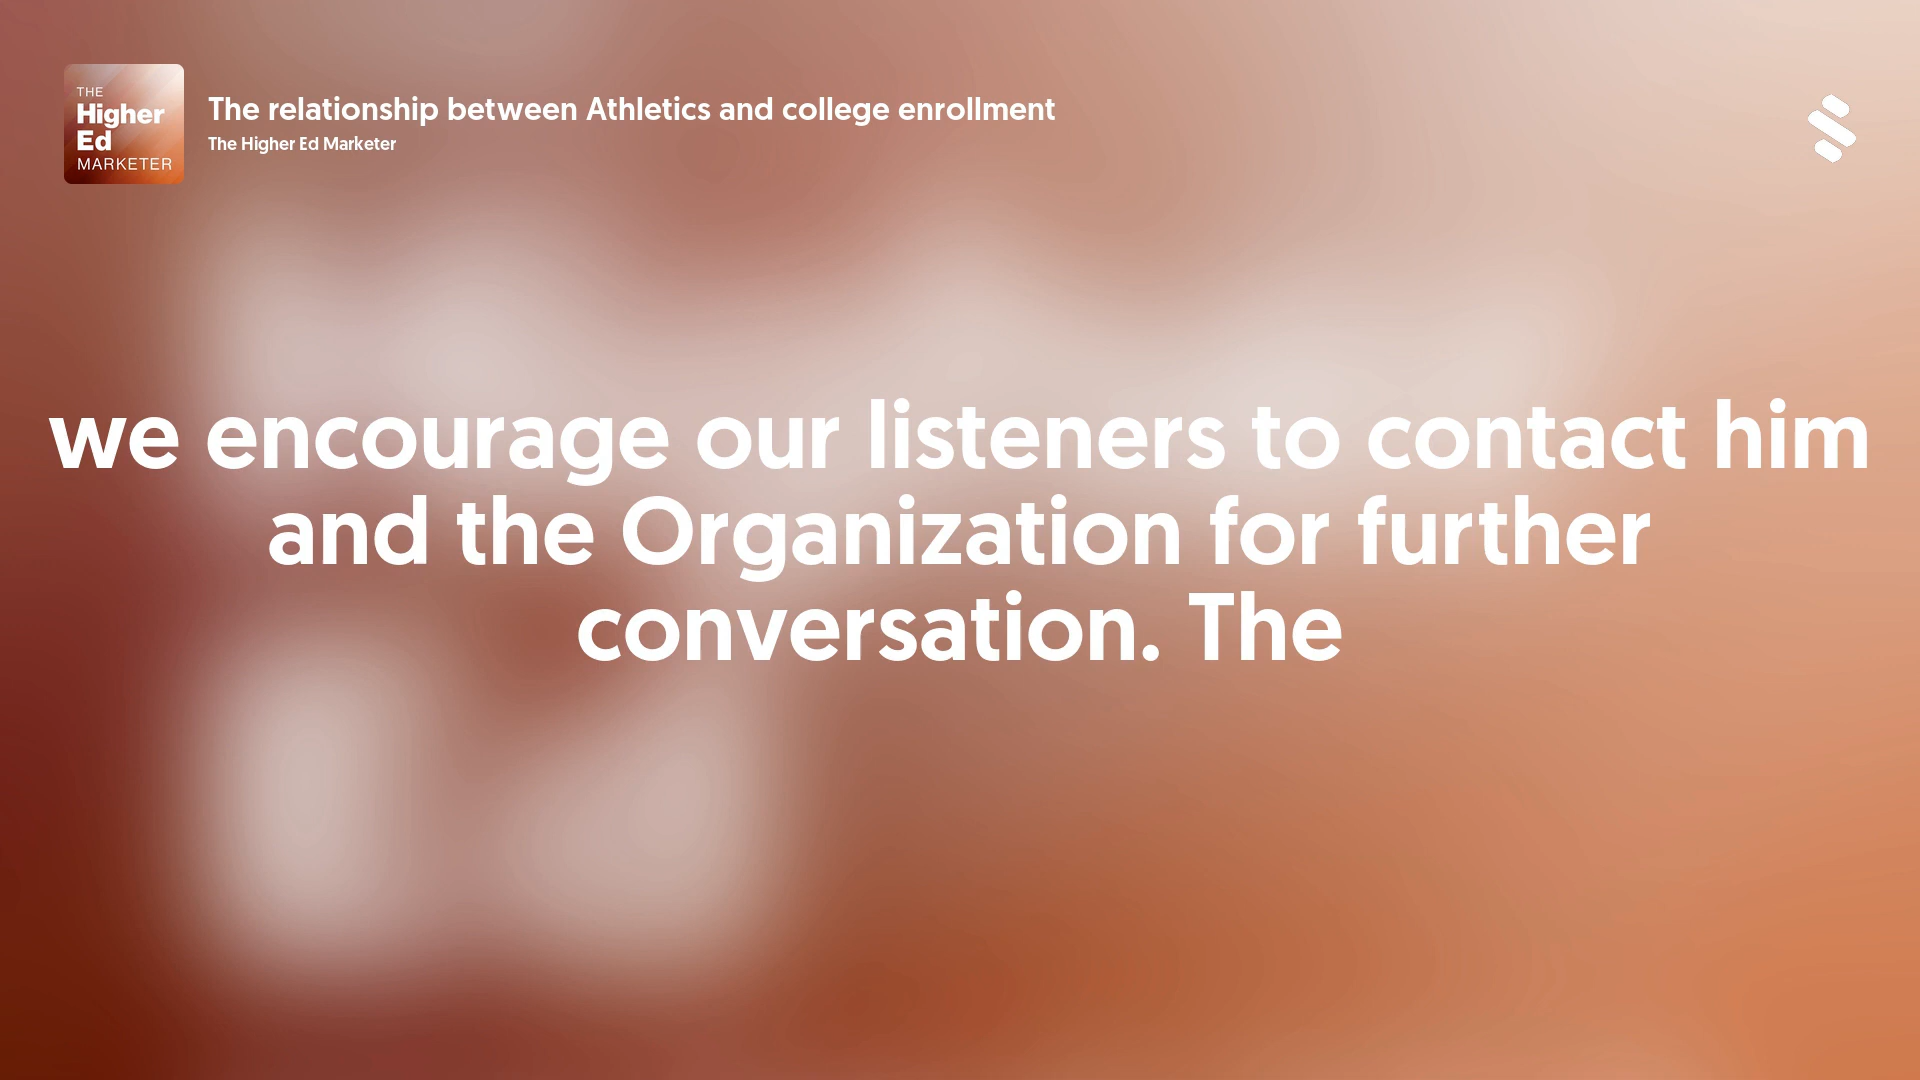 THE
Higher
Ed
MARKETER
The relationship between Athletics and college enrollment
The Higher Ed Marketer
we encourage our listeners to contact him
and the Organization for further
conversation. The